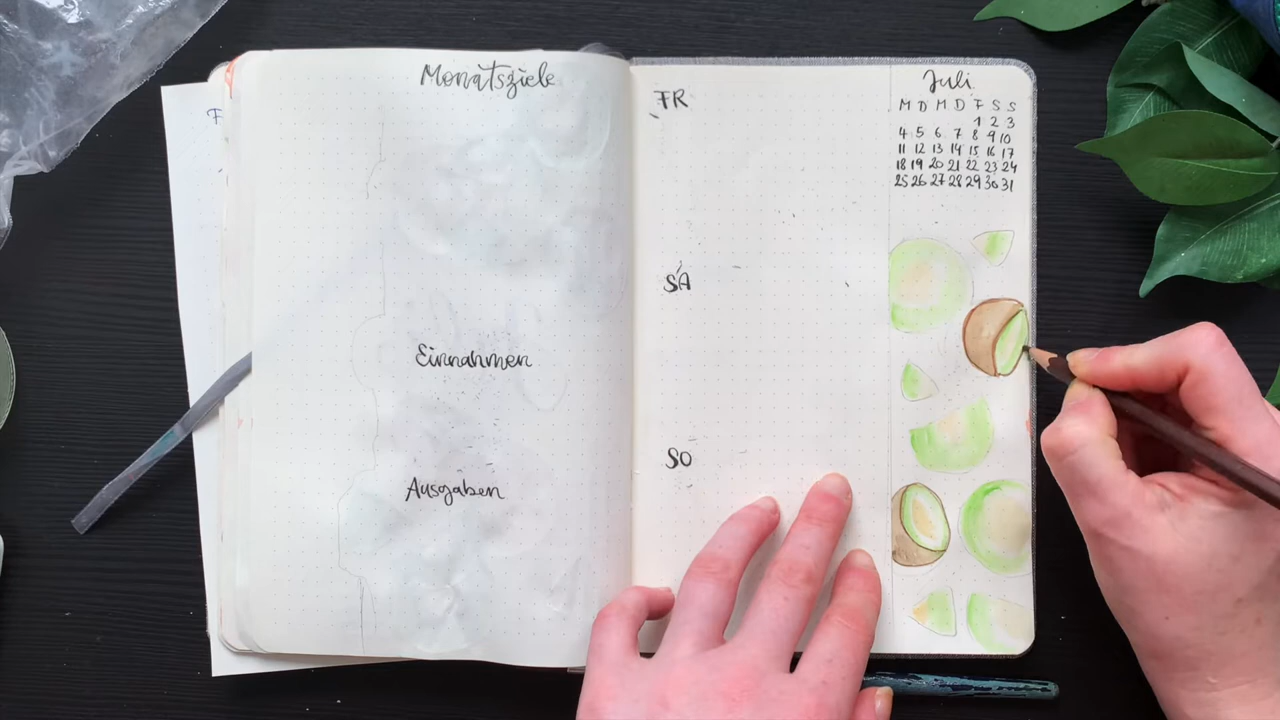 F
Monatsziele
Einnahmen
Ausgaben
FR
SA
SO
Juli
M D M D F S S
1 2 3
4 5 6 7 8 9 10
11 12 13 14 15 16 17
18 19 20 21 22 23 24
25 26 27 28 29 30 31